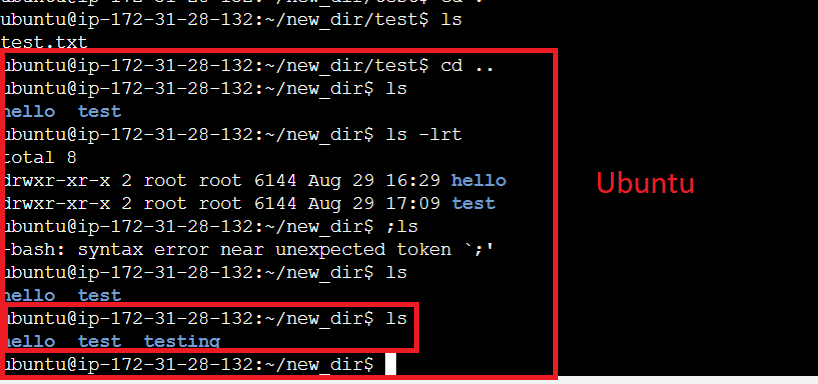 ubuntu@ip-172-31-28-132:~/new_dir/test$ ls
test.txt
ubuntu@ip-172-31-28-132:~/new_dir/test$ cd ..
ubuntu@ip-172-31-28-132:~/new_dir$ ls
hello  test
ubuntu@ip-172-31-28-132:~/new_dir$ ls -lrt
total 8
drwxr-xr-x 2 root root 6144 Aug 29 16:29 hello
drwxr-xr-x 2 root root 6144 Aug 29 17:09 test
ubuntu@ip-172-31-28-132:~/new_dir$ ;ls
-bash: syntax error near unexpected token `;'
ubuntu@ip-172-31-28-132:~/new_dir$ ls
hello  test
ubuntu@ip-172-31-28-132:~/new_dir$ ls
hello  test  testing
ubuntu@ip-172-31-28-132:~/new_dir$
Ubuntu